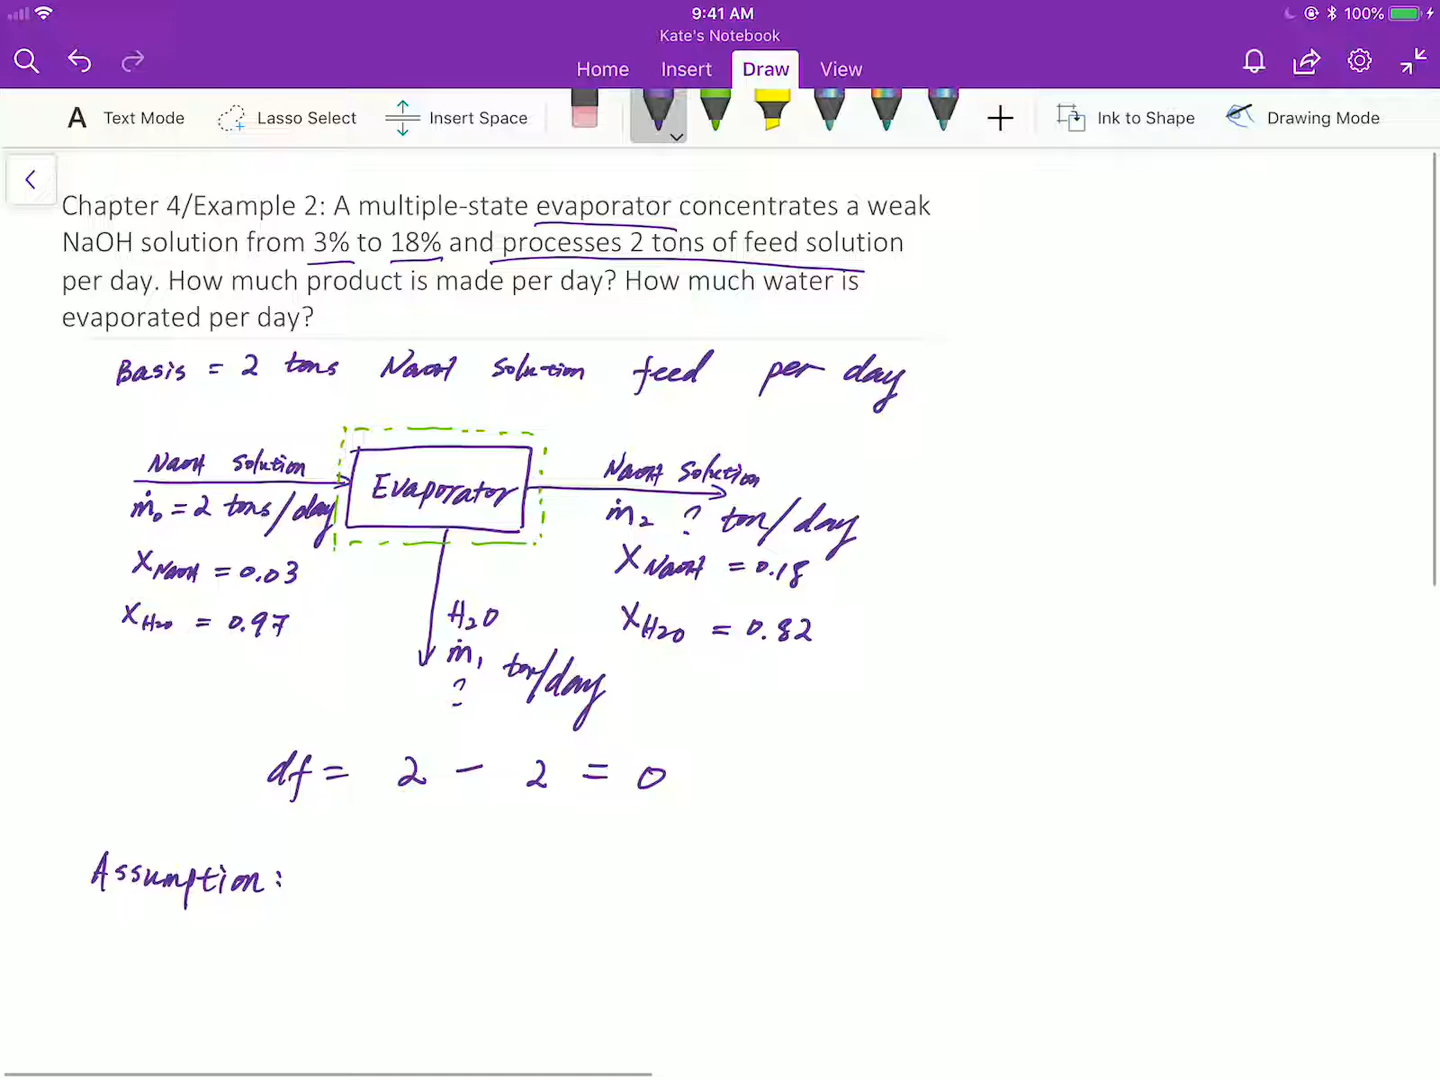 9:41 AM
100%
Kate's Notebook
Home Insert Draw View
A Text Mode Lasso Select Insert Space Ink to Shape Drawing Mode
Chapter 4/Example 2: A multiple-state evaporator concentrates a weak
NaOH solution from 3% to 18% and processes 2 tons of feed solution
per day. How much product is made per day? How much water is
evaporated per day?
Basis = 2 tons NaOH solution feed per day
NaOH solution
ṁ₀ = 2 tons/day
X NaOH = 0.03
X H2O = 0.97
Evaporator
NaOH solution
ṁ₂ ? ton/day
X NaOH = 0.18
X H2O = 0.82
H2O
ṁ₁ ton/day
?
df = 2 - 2 = 0
Assumption: